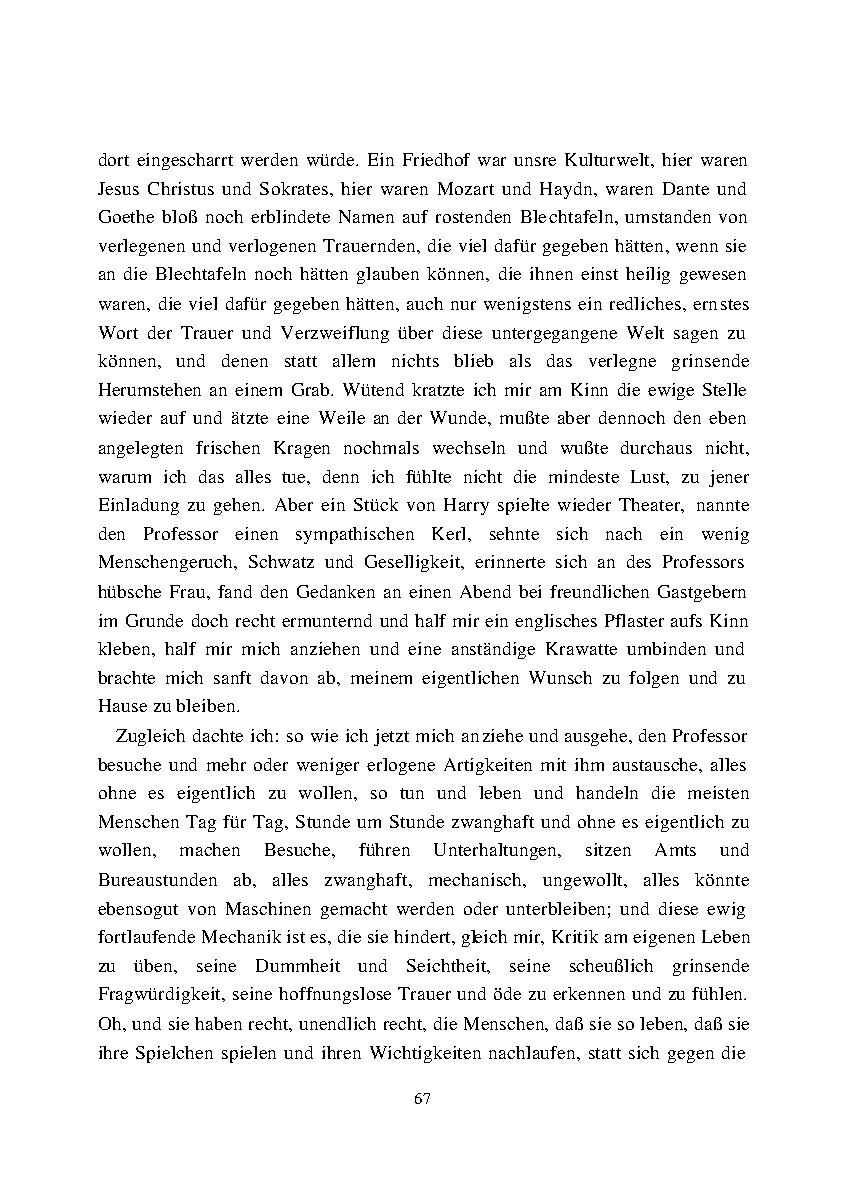 dort eingescharrt werden würde. Ein Friedhof war unsre Kulturwelt, hier waren
Jesus Christus und Sokrates, hier waren Mozart und Haydn, waren Dante und
Goethe bloß noch erblindete Namen auf rostenden Blechtafeln, umstanden von
verlegenen und verlogenen Trauernden, die viel dafür gegeben hätten, wenn sie
an die Blechtafeln noch hätten glauben können, die ihnen einst heilig gewesen
waren, die viel dafür gegeben hätten, auch nur wenigstens ein redliches, ernstes
Wort der Trauer und Verzweiflung über diese untergegangene Welt sagen zu
können, und denen statt allem nichts blieb als das verlegne grinsende
Herumstehen an einem Grab. Wütend kratzte ich mir am Kinn die ewige Stelle
wieder auf und ätzte eine Weile an der Wunde, mußte aber dennoch den eben
angelegten frischen Kragen nochmals wechseln und wußte durchaus nicht,
warum ich das alles tue, denn ich fühlte nicht die mindeste Lust, zu jener
Einladung zu gehen. Aber ein Stück von Harry spielte wieder Theater, nannte
den Professor einen sympathischen Kerl, sehnte sich nach ein wenig
Menschengeruch, Schwatz und Geselligkeit, erinnerte sich an des Professors
hübsche Frau, fand den Gedanken an einen Abend bei freundlichen Gastgebern
im Grunde doch recht ermunternd und half mir ein englisches Pflaster aufs Kinn
kleben, half mir mich anziehen und eine anständige Krawatte umbinden und
brachte mich sanft davon ab, meinem eigentlichen Wunsch zu folgen und zu
Hause zu bleiben.
Zugleich dachte ich: so wie ich jetzt mich anziehe und ausgehe, den Professor
besuche und mehr oder weniger erlogene Artigkeiten mit ihm austausche, alles
ohne es eigentlich zu wollen, so tun und leben und handeln die meisten
Menschen Tag für Tag, Stunde um Stunde zwanghaft und ohne es eigentlich zu
wollen, machen Besuche, führen Unterhaltungen, sitzen Amts und
Bureaustunden ab, alles zwanghaft, mechanisch, ungewollt, alles könnte
ebensogut von Maschinen gemacht werden oder unterbleiben; und diese ewig
fortlaufende Mechanik ist es, die sie hindert, gleich mir, Kritik am eigenen Leben
zu üben, seine Dummheit und Seichtheit, seine scheußlich grinsende
Fragwürdigkeit, seine hoffnungslose Trauer und öde zu erkennen und zu fühlen.
Oh, und sie haben recht, unendlich recht, die Menschen, daß sie so leben, daß sie
ihre Spielchen spielen und ihren Wichtigkeiten nachlaufen, statt sich gegen die
67